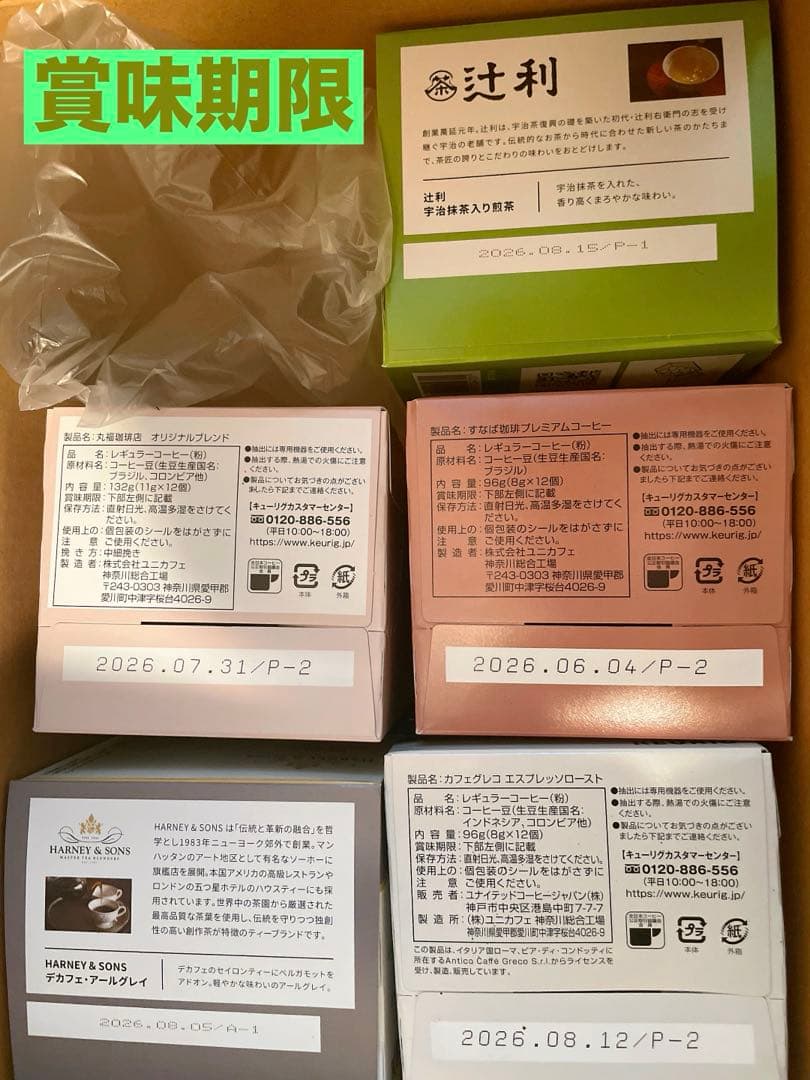 賞味期限
茶 辻利
創業萬延元年。辻利は、宇治茶復興の礎を築いた初代・辻利右衛門の志を受け
継ぐ宇治の老舗です。伝統的なお茶から時代に合わせた新しい茶のかたちま
で、茶匠の誇りとこだわりの味わいをおとどけします。
辻利
宇治抹茶入り煎茶
宇治抹茶を入れた、
香り高くまろやかな味わい。
2026.08.15/P-1
製品名:丸福珈琲店 オリジナルブレンド
品 名:レギュラーコーヒー(粉)
原材料名:コーヒー豆(生豆生産国名:
ブラジル、コロンビア他)
内 容 量:132g(11g×12個)
賞味期限:下部左側に記載
保存方法:直射日光、高温多湿をさけてく
ださい。
使用上の:個包装のシールをはがさずに
注 意 ご使用ください。
挽き方:中細挽き
製 造 者:株式会社ユニカフェ
神奈川総合工場
〒243-0303 神奈川県愛甲郡
愛川町中津字桜台4026-9
●抽出には専用機器をご使用ください。
●抽出する際、熱湯での火傷にご注意
ください。
●製品についてお気づきの点がござい
ましたら下記までご連絡ください。
【キューリグカスタマーセンター】
0120-886-556
(平日10:00~18:00)
https://www.keurig.jp/
プラ
本体
紙
外箱
2026.07.31/P-2
製品名:すなば珈琲プレミアムコーヒー
品 名:レギュラーコーヒー(粉)
原材料名:コーヒー豆(生豆生産国名:
ブラジル)
内 容 量:96g(8g×12個)
賞味期限:下部左側に記載
保存方法:直射日光、高温多湿をさけてく
ださい。
使用上の:個包装のシールをはがさずに
注 意 ご使用ください。
製 造 者:株式会社ユニカフェ
神奈川総合工場
〒243-0303 神奈川県愛甲郡
愛川町中津字桜台4026-9
●抽出には専用機器をご使用ください。
●抽出する際、熱湯での火傷にご注意
ください。
●製品についてお気づきの点がござい
ましたら下記までご連絡ください。
【キューリグカスタマーセンター】
0120-886-556
(平日10:00~18:00)
https://www.keurig.jp/
プラ
本体
紙
外箱
2026.06.04/P-2
HARNEY & SONS
MASTER TEA BLENDERS
HARNEY & SONS は「伝統と革新の融合」を哲
学とし1983年ニューヨーク郊外で創業。マン
ハッタンのアート地区として有名なソーホーに
旗艦店を展開。本国アメリカの高級レストランや
ロンドンの五つ星ホテルのハウスティーにも採
用されています。世界中の茶園から厳選された
最高品質な茶葉を使用し、伝統を守りつつ独創
性の高い創作茶が特徴のティーブランドです。
HARNEY & SONS
デカフェ・アールグレイ
デカフェのセイロンティーにベルガモットを
アドオン。軽やかな味わいのアールグレイ。
2026.08.05/A-1
製品名:カフェグレコ エスプレッソロースト
品 名:レギュラーコーヒー(粉)
原材料名:コーヒー豆(生豆生産国名:
インドネシア、コロンビア他)
内 容 量:96g(8g×12個)
賞味期限:下部左側に記載
保存方法:直射日光、高温多湿をさけてください。
使用上の:個包装のシールをはがさずに
注 意 ご使用ください。
販 売 者:ユナイテッドコーヒージャパン(株)
神戸市中央区港島中町7-7-7
製 造 所:(株)ユニカフェ 神奈川総合工場
神奈川県愛甲郡愛川町中津字桜台4026-9
●抽出には専用機器をご使用ください。
●抽出する際、熱湯での火傷にご注意
ください。
●製品についてお気づきの点がござい
ましたら下記までご連絡ください。
【キューリグカスタマーセンター】
0120-886-556
(平日10:00~18:00)
https://www.keurig.jp/
プラ
本体
紙
外箱
この製品は、イタリア国ローマ、ビア・ディ・コンドッティに
所在するAntico Caffé Greco S.r.l.からライセンスを
受け、製造、販売しています。
2026.08.12/P-2